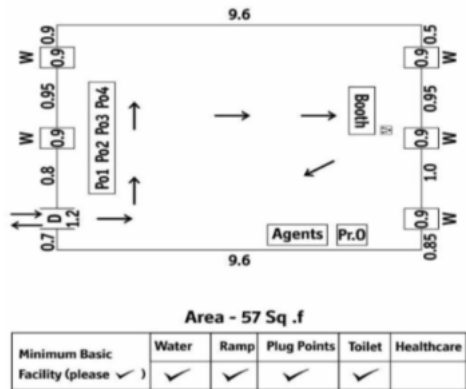 9.6
0.9
0.5
W
0.9
0.9
W
0.95
Po1 Po2 Po3 Po4
Booth
0.95
W
0.9
0.9
W
0.8
1.0
D
1.2
0.9
W
0.7
Agents
Pr.O
0.85
9.6
Area - 57 Sq .f
Minimum Basic
Facility (please ✓ )
Water
Ramp
Plug Points
Toilet
Healthcare
✓
✓
✓
✓